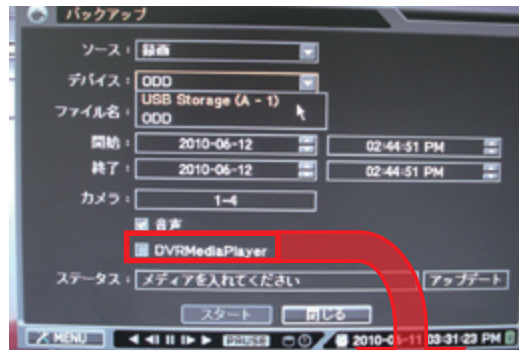 バックアップ
ソース： 録画
デバイス： ODD
USB Storage (A - 1)
ファイル名： ODD
開始： 2010-06-12 02:44:51 PM
終了： 2010-06-12 02:44:51 PM
カメラ： 1-4
音声
DVRMediaPlayer
ステータス： メディアを入れてください アップデート
スタート 閉じる
MENU PAUSE 2010-06-11 03:31:23 PM